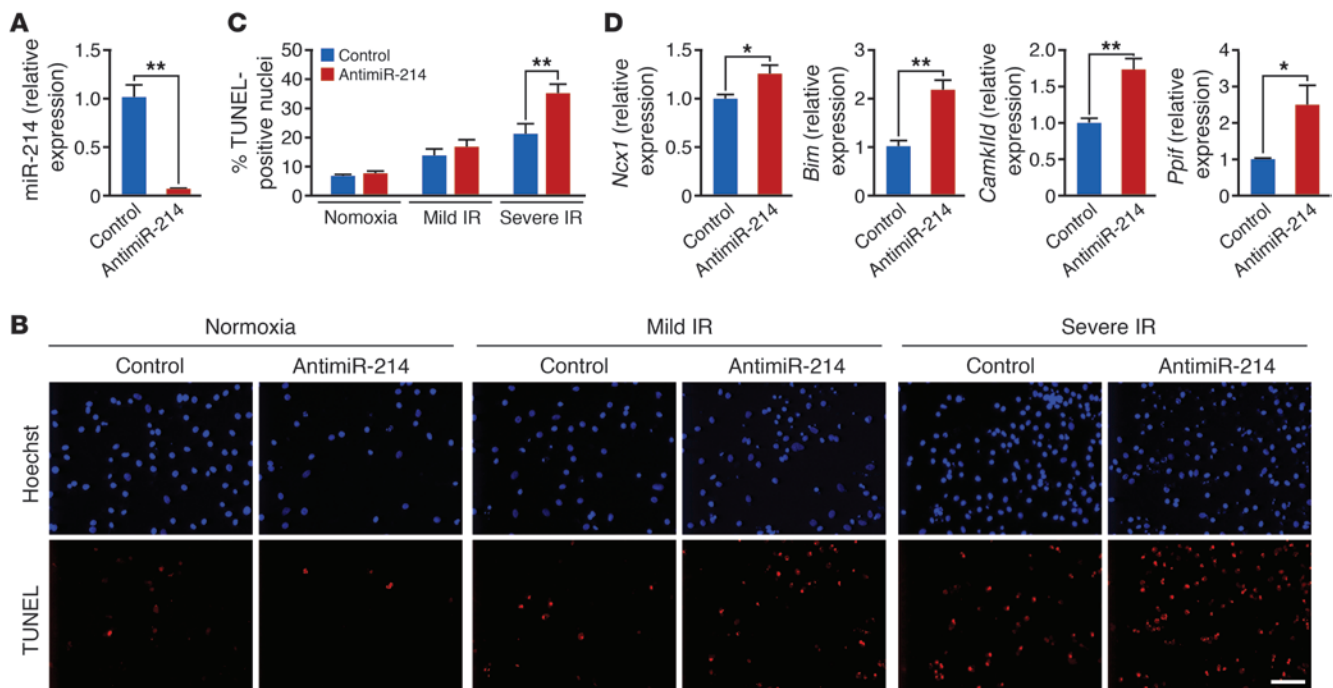 A
miR-214 (relative
expression)
1.5
1.0
0.5
0
**
Control
AntimiR-214
C
% TUNEL-
positive nuclei
50
40
30
20
10
0
Control
AntimiR-214
**
Nomoxia
Mild IR
Severe IR
D
Ncx1 (relative
expression)
1.5
1.0
0.5
0
*
Control
AntimiR-214
Bim (relative
expression)
3
2
1
0
**
Control
AntimiR-214
CamkIId (relative
expression)
2.0
1.5
1.0
0.5
0
**
Control
AntimiR-214
Ppif (relative
expression)
4
3
2
1
0
*
Control
AntimiR-214
B
Normoxia
Mild IR
Severe IR
Control
AntimiR-214
Control
AntimiR-214
Control
AntimiR-214
Hoechst
TUNEL